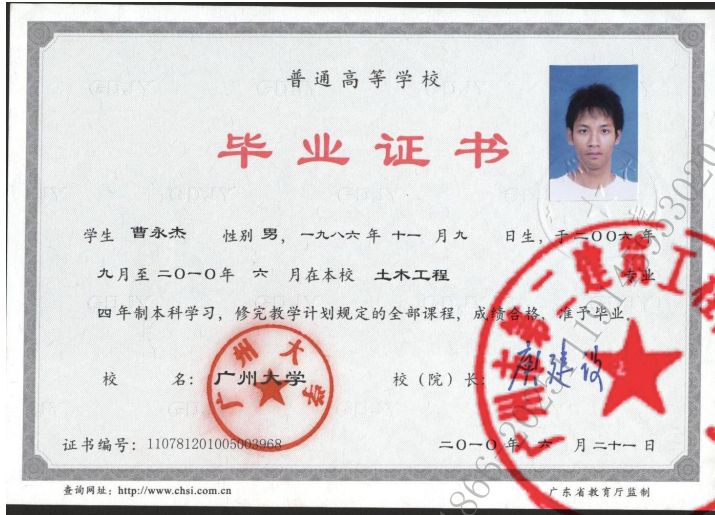 普通高等学校
毕业证书
学生 曹永杰 性别 男，一九八六年 十一 月 九 日生，于二〇〇六年
九月至二〇一〇年 六 月在本校 土木工程 专业
四年制本科学习，修完教学计划规定的全部课程，成绩合格，准予毕业。
校 名：广州大学 校（院）长：
广州大学
证书编号：110781201005003968 二〇一〇年 六 月 二十一 日
查询网址：http://www.chsi.com.cn 广东省教育厅监制